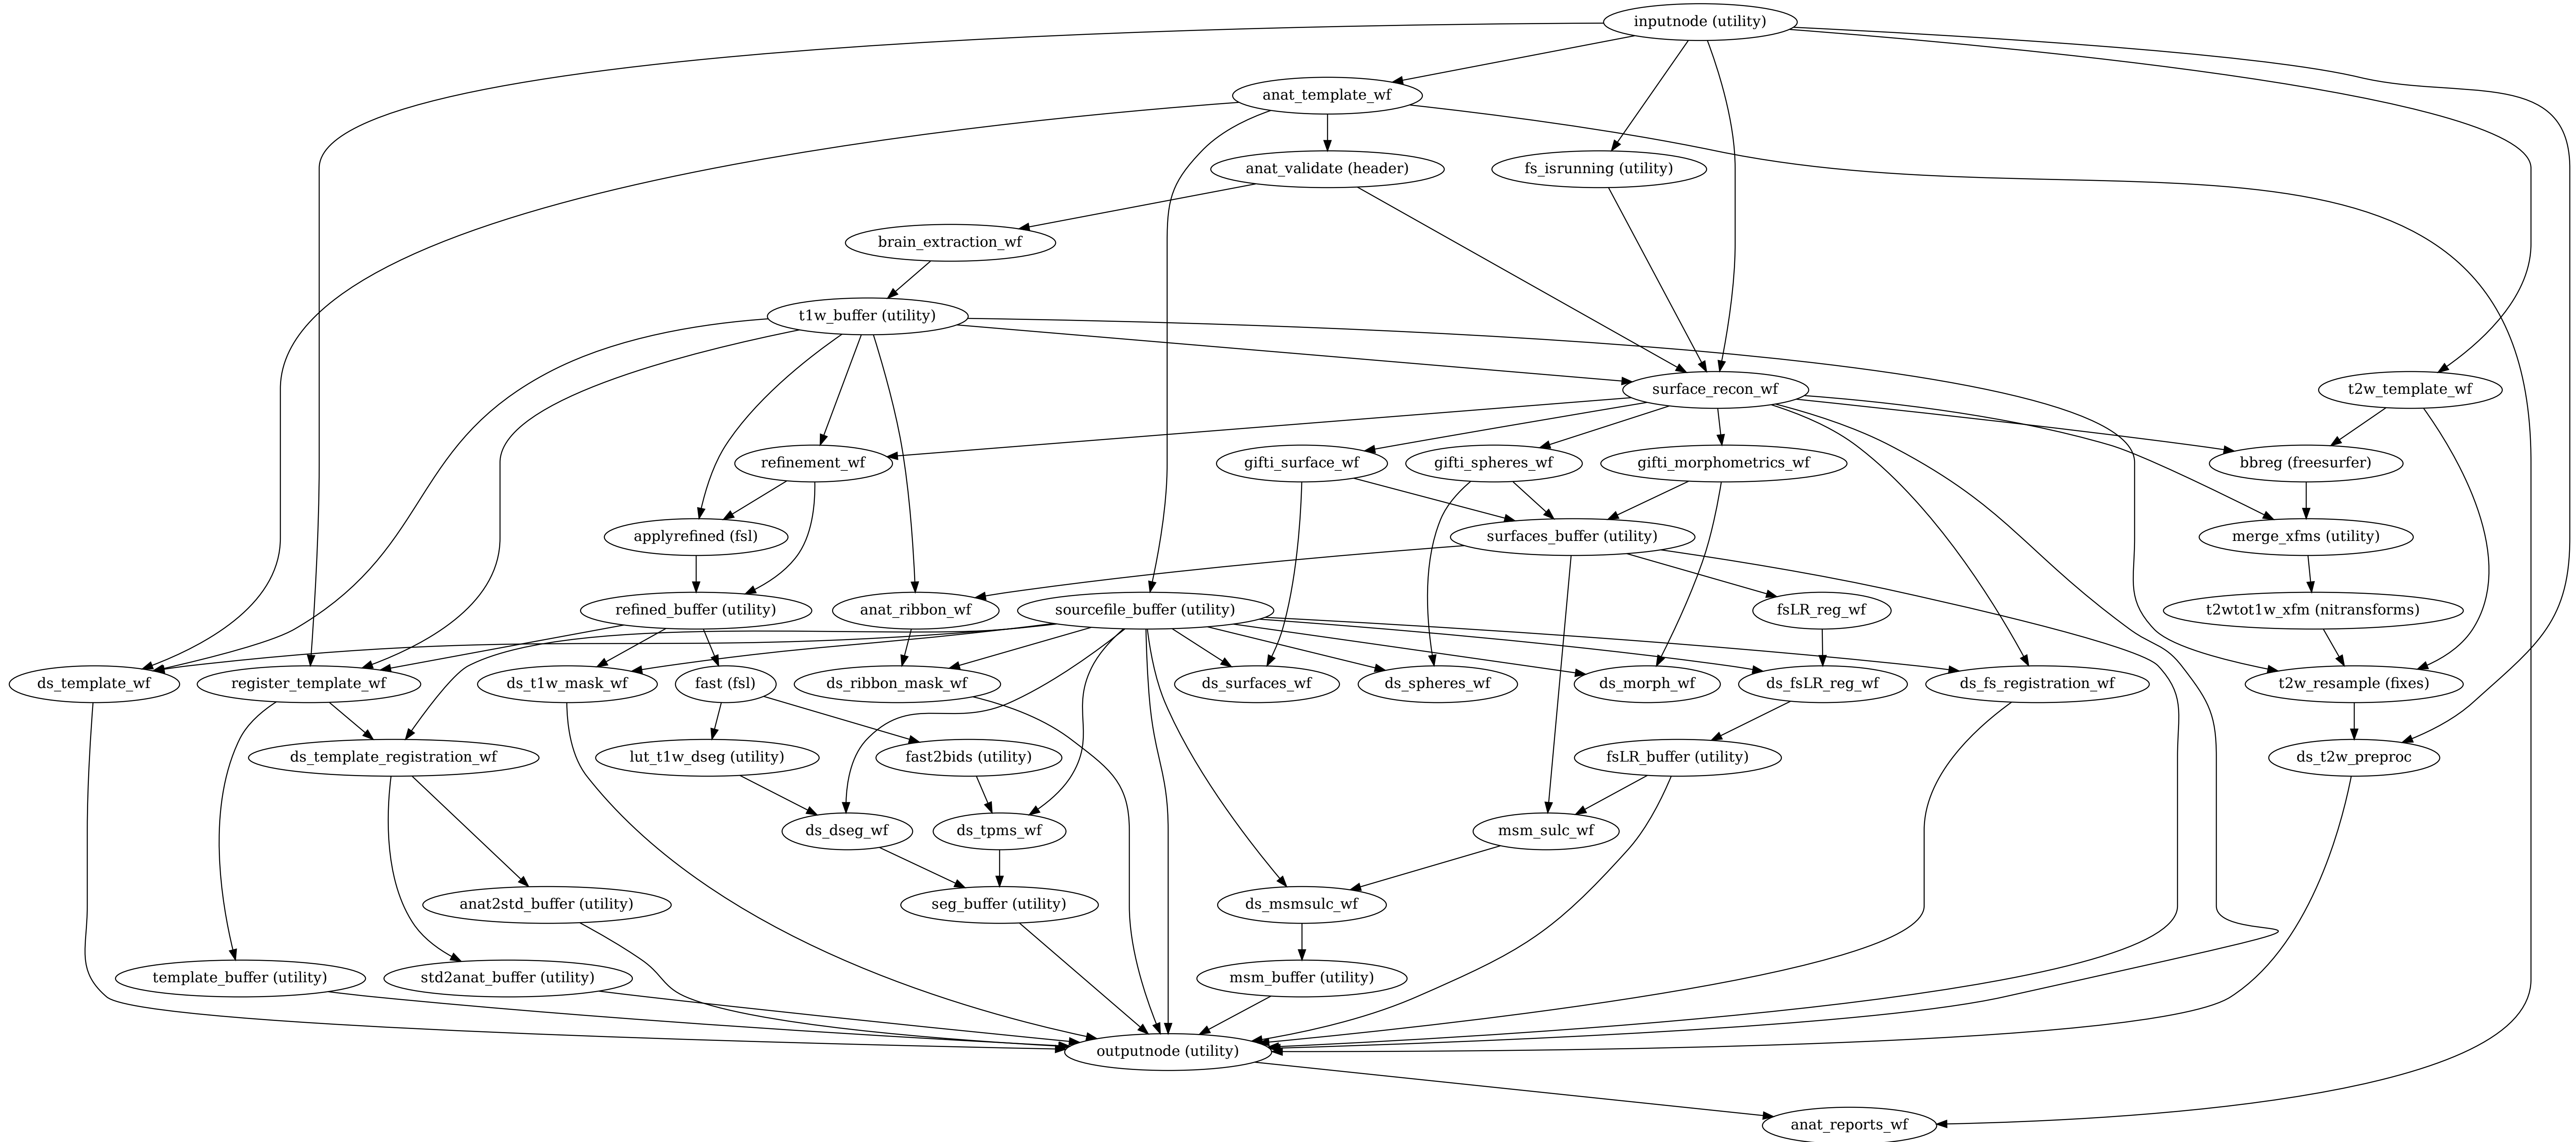 inputnode (utility)
anat_template_wf
anat_validate (header)
fs_isrunning (utility)
brain_extraction_wf
t1w_buffer (utility)
surface_recon_wf
t2w_template_wf
refinement_wf
gifti_surface_wf
gifti_spheres_wf
gifti_morphometrics_wf
bbreg (freesurfer)
applyrefined (fsl)
surfaces_buffer (utility)
merge_xfms (utility)
refined_buffer (utility)
anat_ribbon_wf
sourcefile_buffer (utility)
fsLR_reg_wf
t2wtot1w_xfm (nitransforms)
ds_template_wf
register_template_wf
ds_t1w_mask_wf
fast (fsl)
ds_ribbon_mask_wf
ds_surfaces_wf
ds_spheres_wf
ds_morph_wf
ds_fsLR_reg_wf
ds_fs_registration_wf
t2w_resample (fixes)
ds_template_registration_wf
lut_t1w_dseg (utility)
fast2bids (utility)
fsLR_buffer (utility)
ds_t2w_preproc
ds_dseg_wf
ds_tpms_wf
msm_sulc_wf
anat2std_buffer (utility)
seg_buffer (utility)
ds_msmsulc_wf
template_buffer (utility)
std2anat_buffer (utility)
msm_buffer (utility)
outputnode (utility)
anat_reports_wf